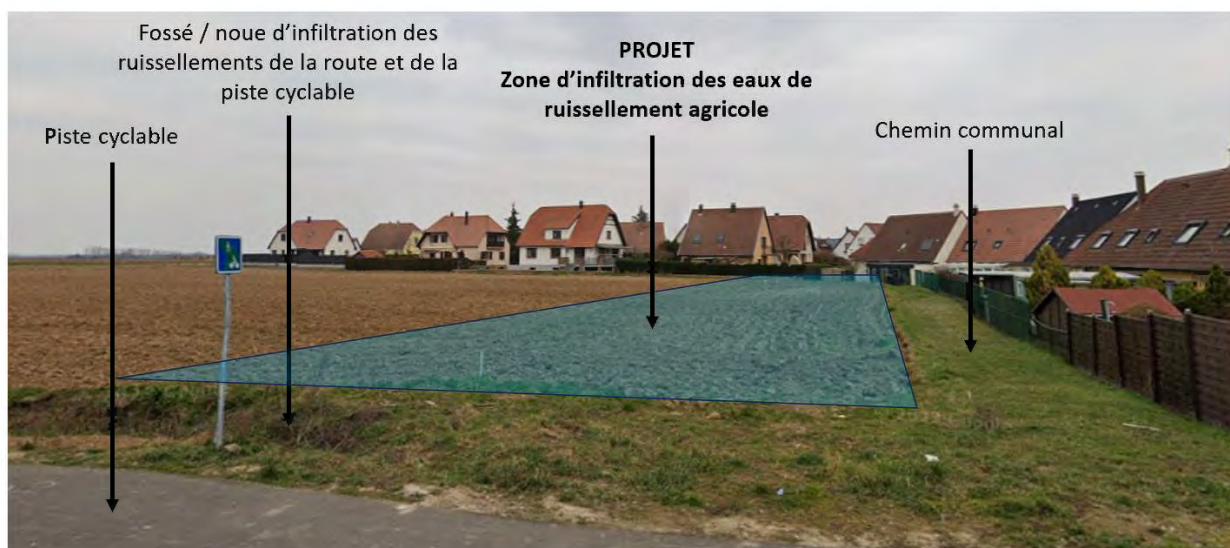 Fossé / noue d’infiltration des
ruissellements de la route et de la
piste cyclable
PROJET
Zone d’infiltration des eaux de
ruissellement agricole
Piste cyclable
Chemin communal